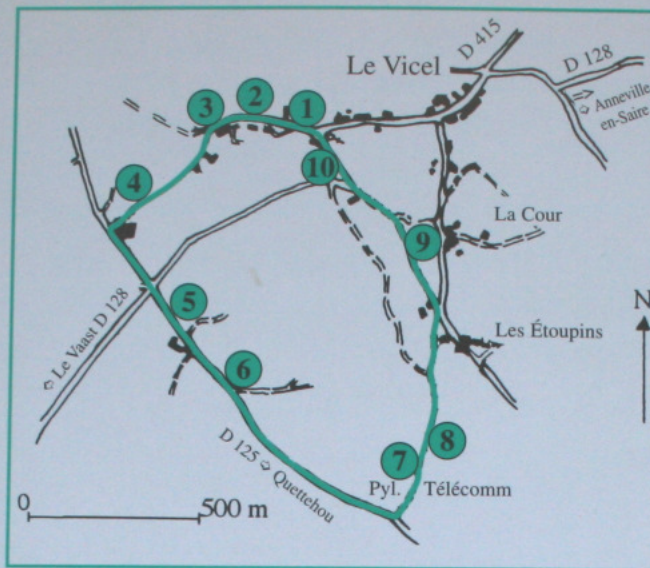 D 415
Le Vicel
D 128
⇨ Anneville
en-Saire
3
2
1
10
4
La Cour
9
N
5
⇦ Le Vaast D 128
Les Étoupins
6
8
7
D 125 ⇨ Quettehou
Pyl. Télécomm
0
500 m